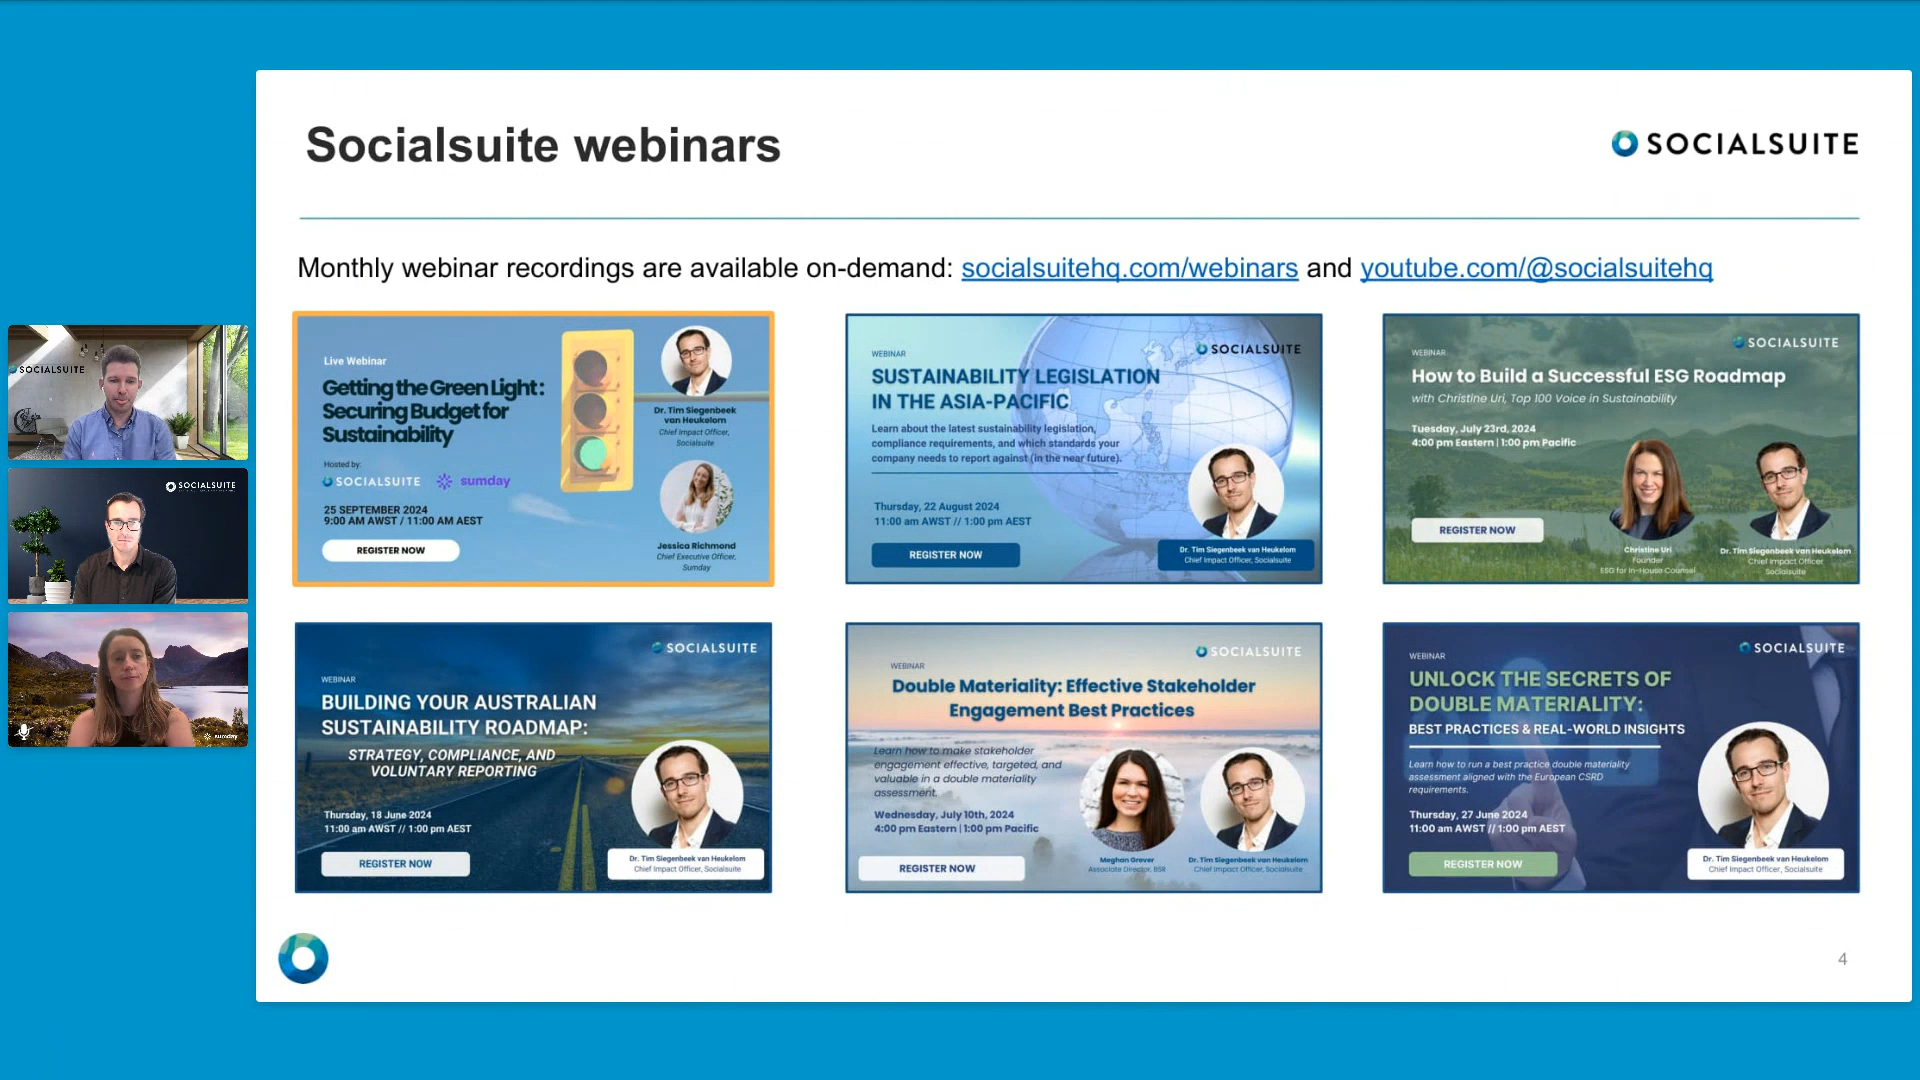 Socialsuite webinars
SOCIALSUITE
Monthly webinar recordings are available on-demand: socialsuitehq.com/webinars and youtube.com/@socialsuitehq
Live Webinar
Getting the Green Light:
Securing Budget for
Sustainability
Hosted by:
SOCIALSUITE sumday
25 SEPTEMBER 2024
9:00 AM AWST / 11:00 AM AEST
REGISTER NOW
Dr. Tim Siegenbeek
van Heukelom
Chief Impact Officer,
Socialsuite
Jessica Richmond
Chief Executive Officer,
Sumday
SOCIALSUITE
WEBINAR
SUSTAINABILITY LEGISLATION
IN THE ASIA-PACIFIC
Learn about the latest sustainability legislation,
compliance requirements, and which standards your
company needs to report against (in the near future).
Thursday, 22 August 2024
11:00 am AWST // 1:00 pm AEST
REGISTER NOW
Dr. Tim Siegenbeek van Heukelom
Chief Impact Officer, Socialsuite
SOCIALSUITE
WEBINAR
How to Build a Successful ESG Roadmap
with Christine Uri, Top 100 Voice in Sustainability
Tuesday, July 23rd, 2024
4:00 pm Eastern | 1:00 pm Pacific
REGISTER NOW
Christine Uri
Founder
ESG for In-House Counsel
Dr. Tim Siegenbeek van Heukelom
Chief Impact Officer
Socialsuite
SOCIALSUITE
WEBINAR
BUILDING YOUR AUSTRALIAN
SUSTAINABILITY ROADMAP:
STRATEGY, COMPLIANCE, AND
VOLUNTARY REPORTING
Thursday, 18 June 2024
11:00 am AWST // 1:00 pm AEST
REGISTER NOW
Dr. Tim Siegenbeek van Heukelom
Chief Impact Officer, Socialsuite
SOCIALSUITE
WEBINAR
Double Materiality: Effective Stakeholder
Engagement Best Practices
Learn how to make stakeholder
engagement effective, targeted, and
valuable in a double materiality
assessment.
Wednesday, July 10th, 2024
4:00 pm Eastern | 1:00 pm Pacific
REGISTER NOW
Meghan Grever
Associate Director, BSR
Dr. Tim Siegenbeek van Heukelom
Chief Impact Officer, Socialsuite
SOCIALSUITE
WEBINAR
UNLOCK THE SECRETS OF
DOUBLE MATERIALITY:
BEST PRACTICES & REAL-WORLD INSIGHTS
Learn how to run a best practice double materiality
assessment aligned with the European CSRD
requirements.
Thursday, 27 June 2024
11:00 am AWST // 1:00 pm AEST
REGISTER NOW
Dr. Tim Siegenbeek van Heukelom
Chief Impact Officer, Socialsuite
4
SOCIALSUITE
SOCIALSUITE
sumday